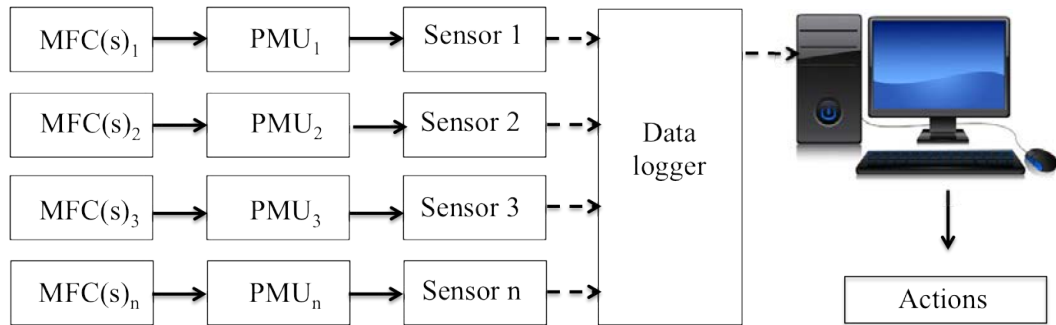 MFC(s)₁ PMU₁ Sensor 1
MFC(s)₂ PMU₂ Sensor 2
MFC(s)₃ PMU₃ Sensor 3
MFC(s)ₙ PMUₙ Sensor n
Data
logger
Actions